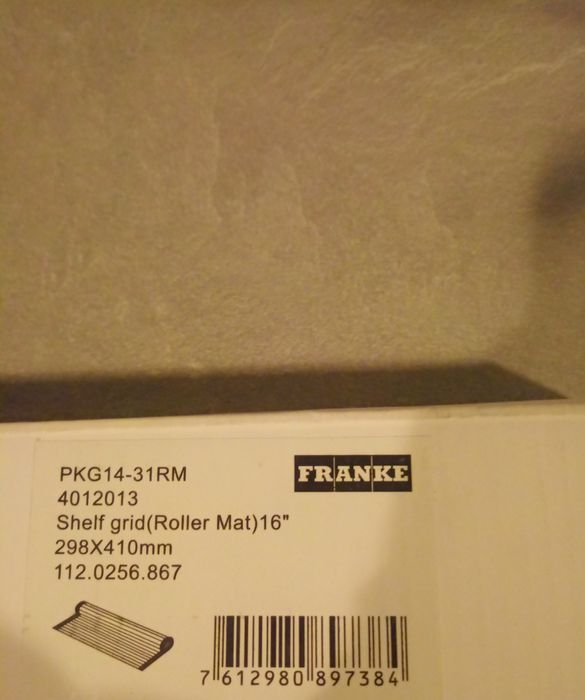 PKG14-31RM
FRANKE
4012013
Shelf grid(Roller Mat)16"
298X410mm
112.0256.867
7 612980 897384